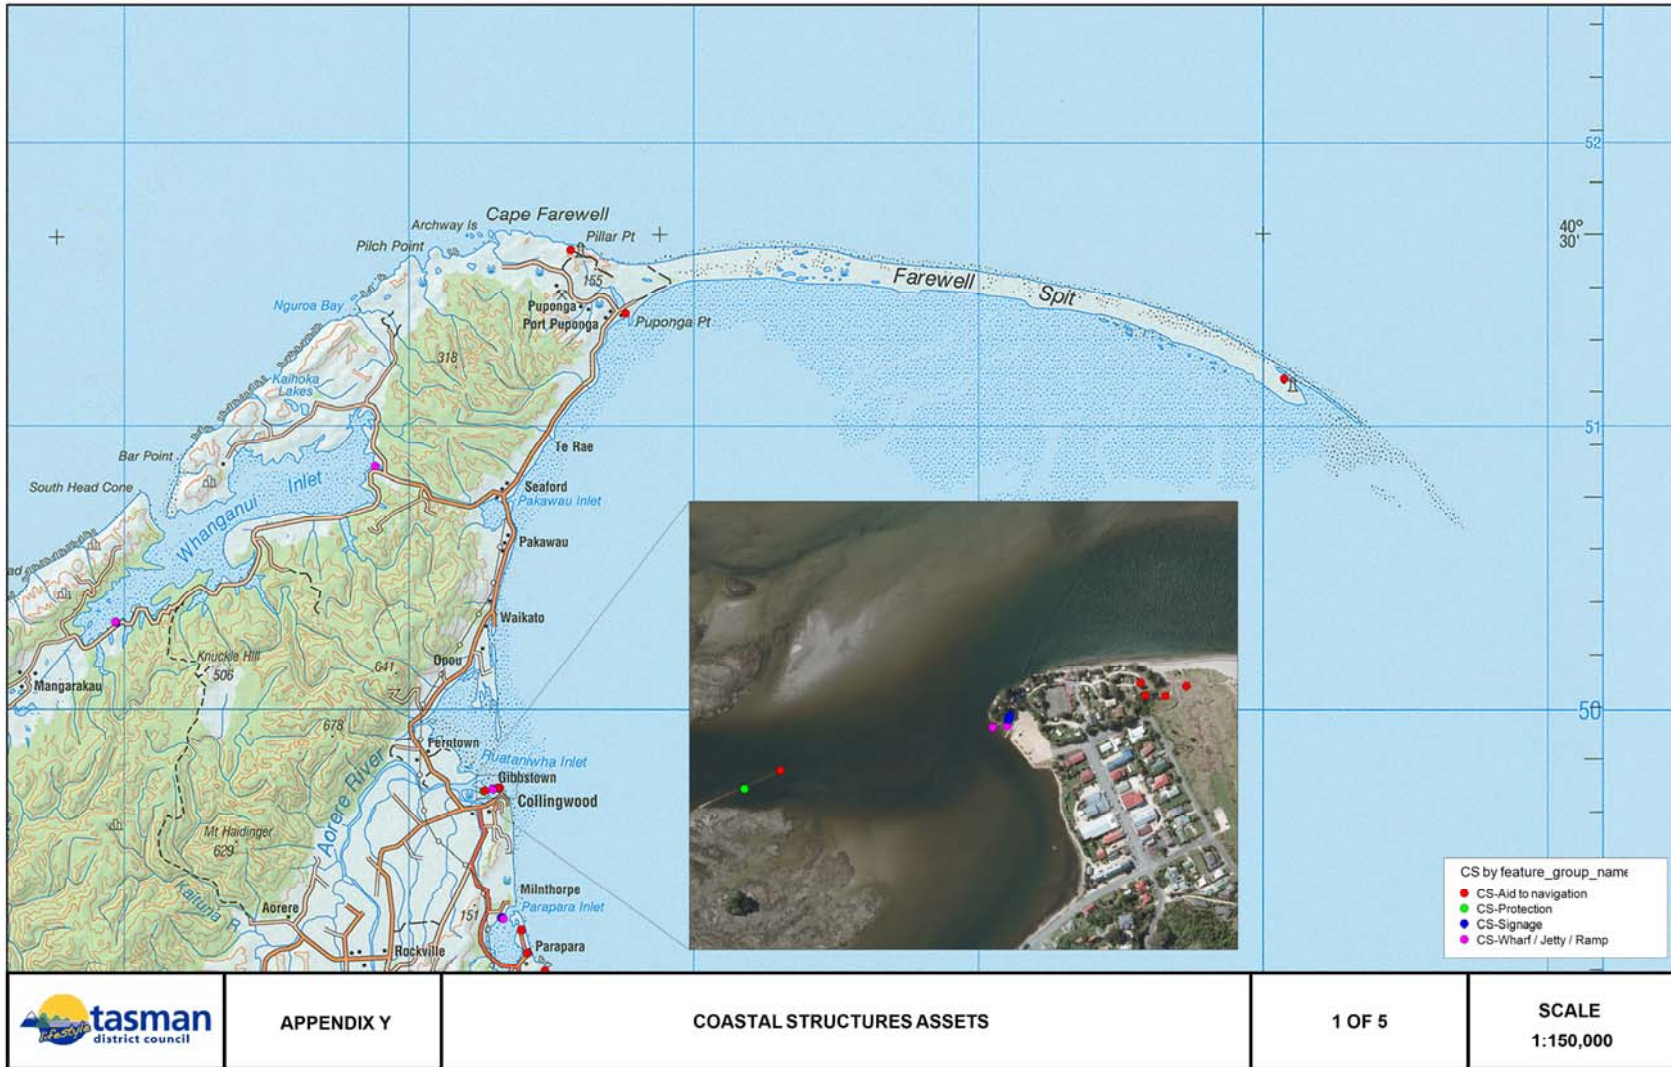 52
Cape Farewell
Archway Is
Pillar Pt
Pilch Point
40°
30'
155
Farewell
Spit
Nguroa Bay
Puponga
Port Puponga
Puponga Pt
318
Kaihoka
Lakes
51
Te Rae
Bar Point
South Head Cone
Whanganui Inlet
Seaford
Pakawau Inlet
Pakawau
Waikato
Knuckle Hill
506
641
Opou
Mangarakau
50
678
Ferntown
Ruataniwha Inlet
Gibbstown
Collingwood
Aorere River
Mt Haidinger
629
Kaituna R
Milnthorpe
Parapara Inlet
Aorere
151
Rockville
Parapara
CS by feature_group_name
CS-Aid to navigation
CS-Protection
CS-Signage
CS-Wharf / Jetty / Ramp
tasman
lifestyle
district council
APPENDIX Y
COASTAL STRUCTURES ASSETS
1 OF 5
SCALE
1:150,000